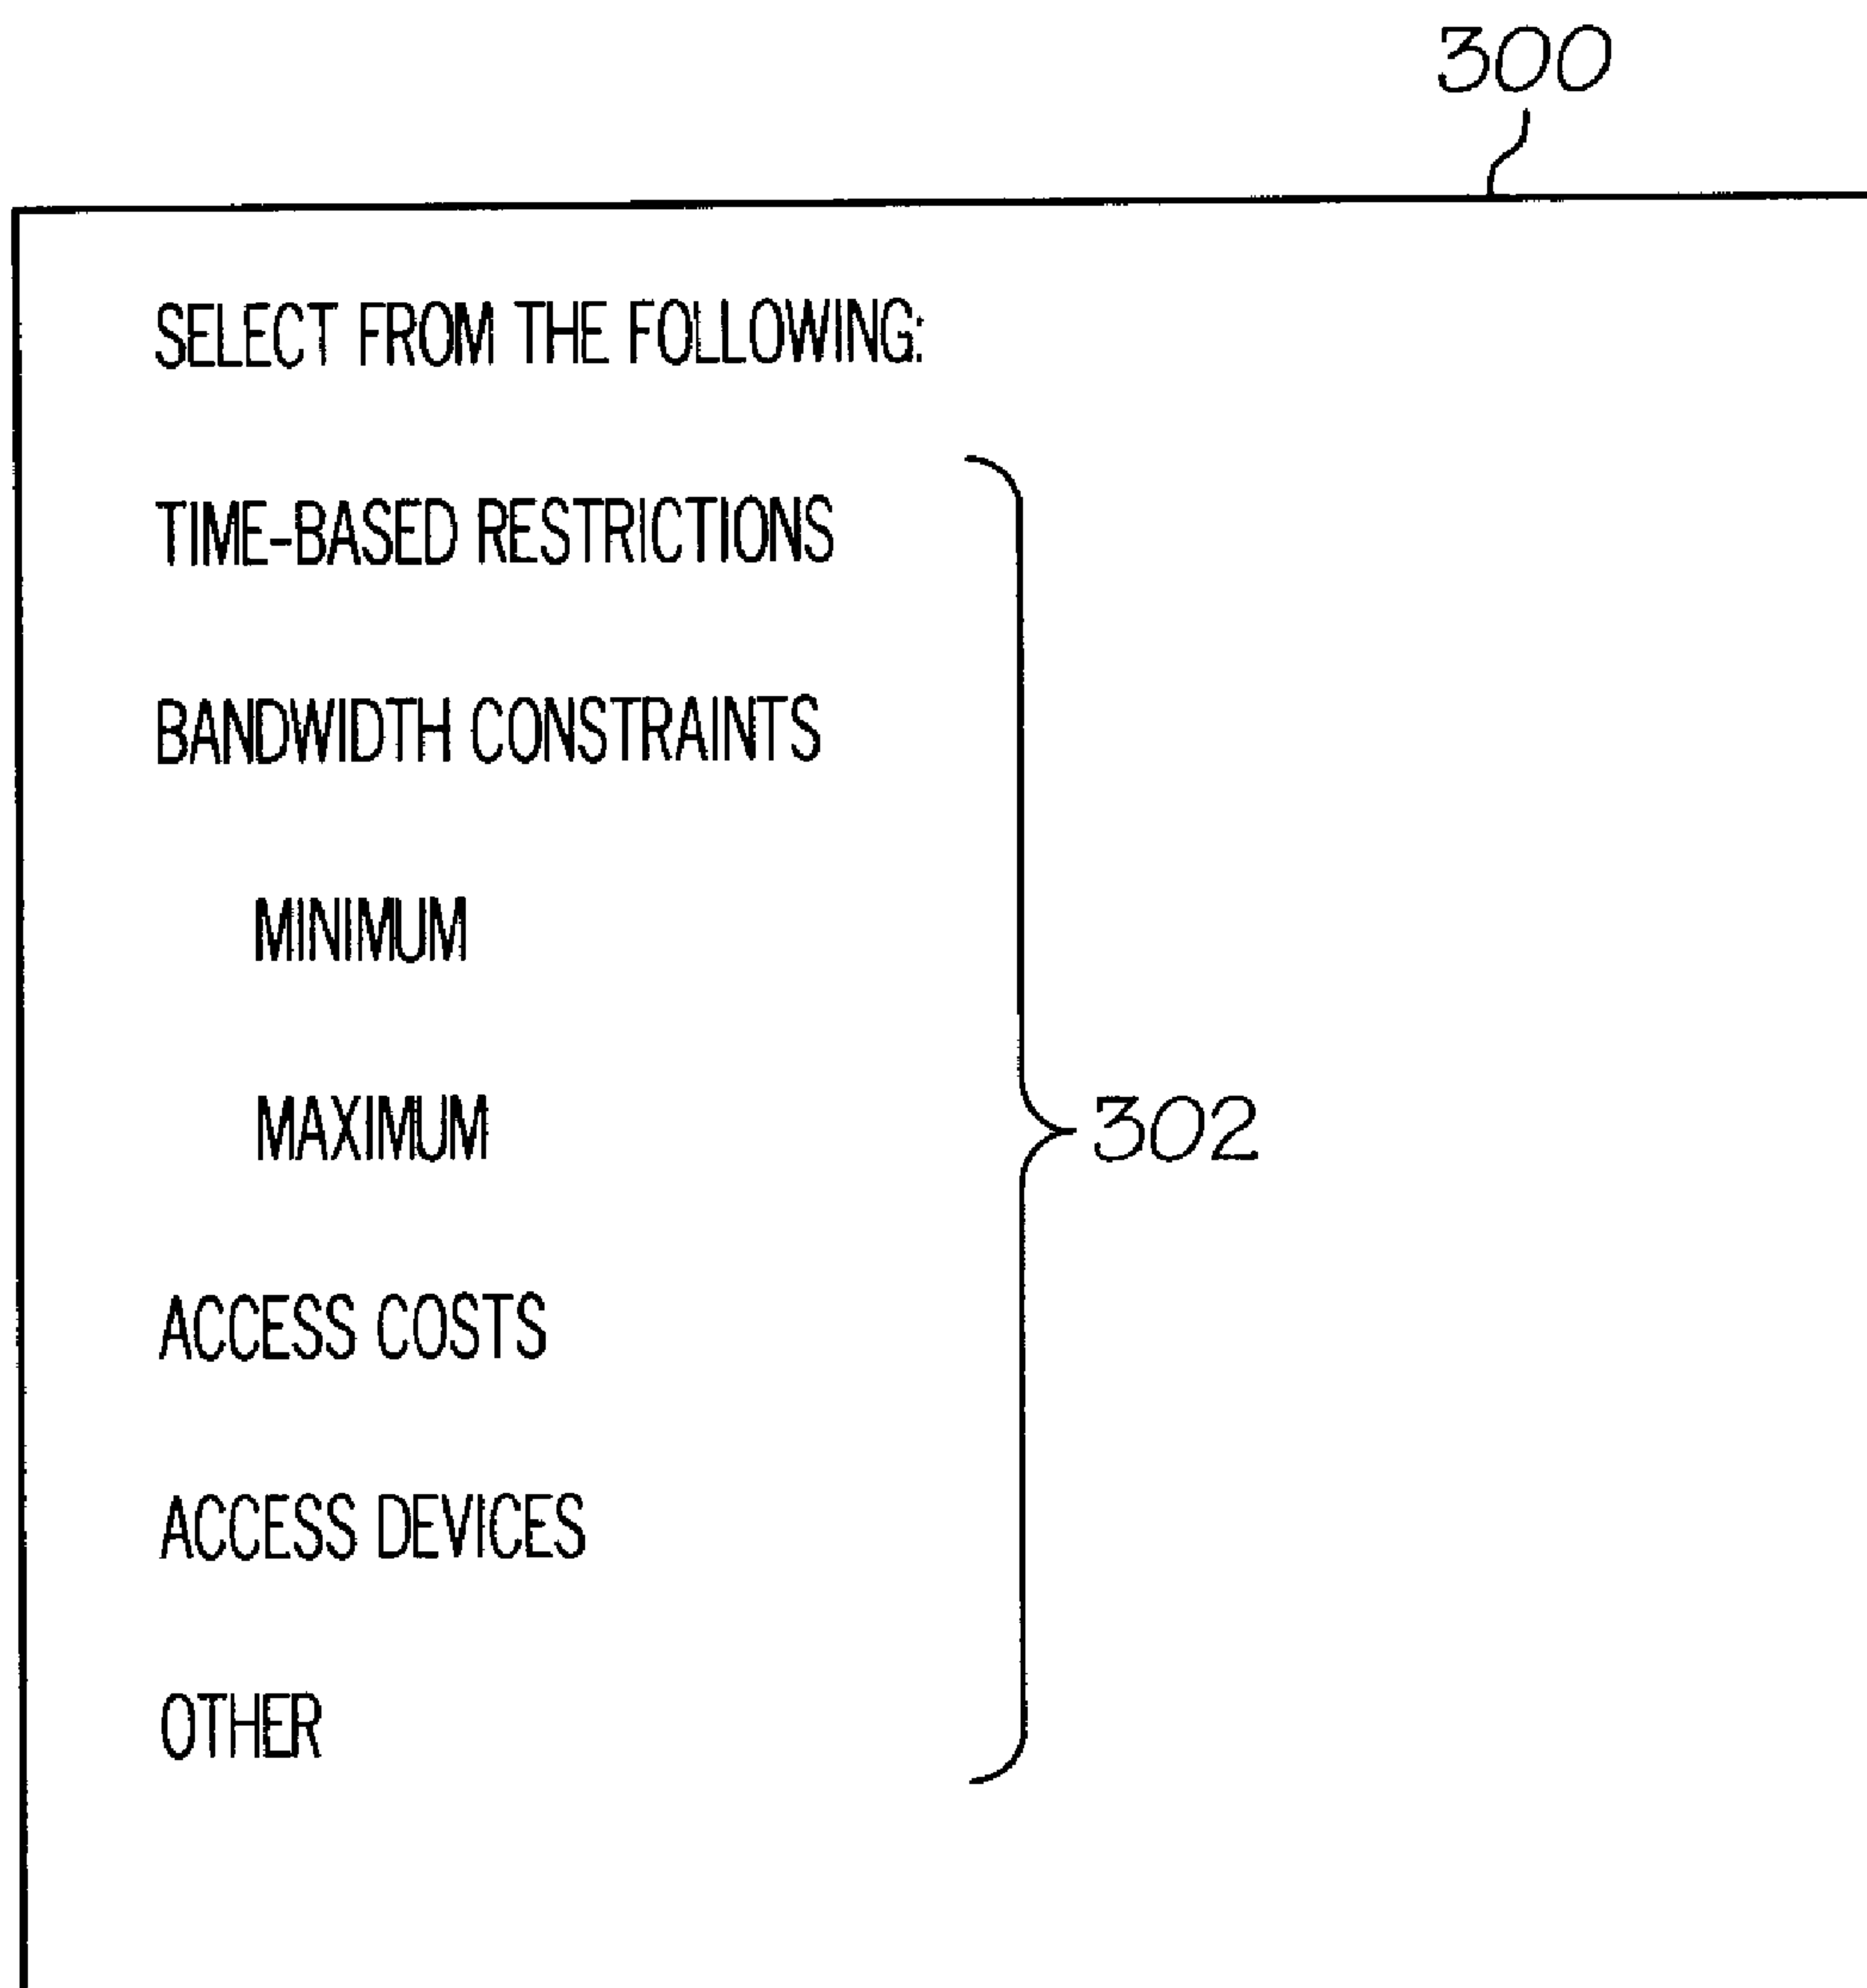 300
SELECT FROM THE FOLLOWING:
TIME-BASED RESTRICTIONS
BANDWIDTH CONSTRAINTS
MINIMUM
MAXIMUM
302
ACCESS COSTS
ACCESS DEVICES
OTHER